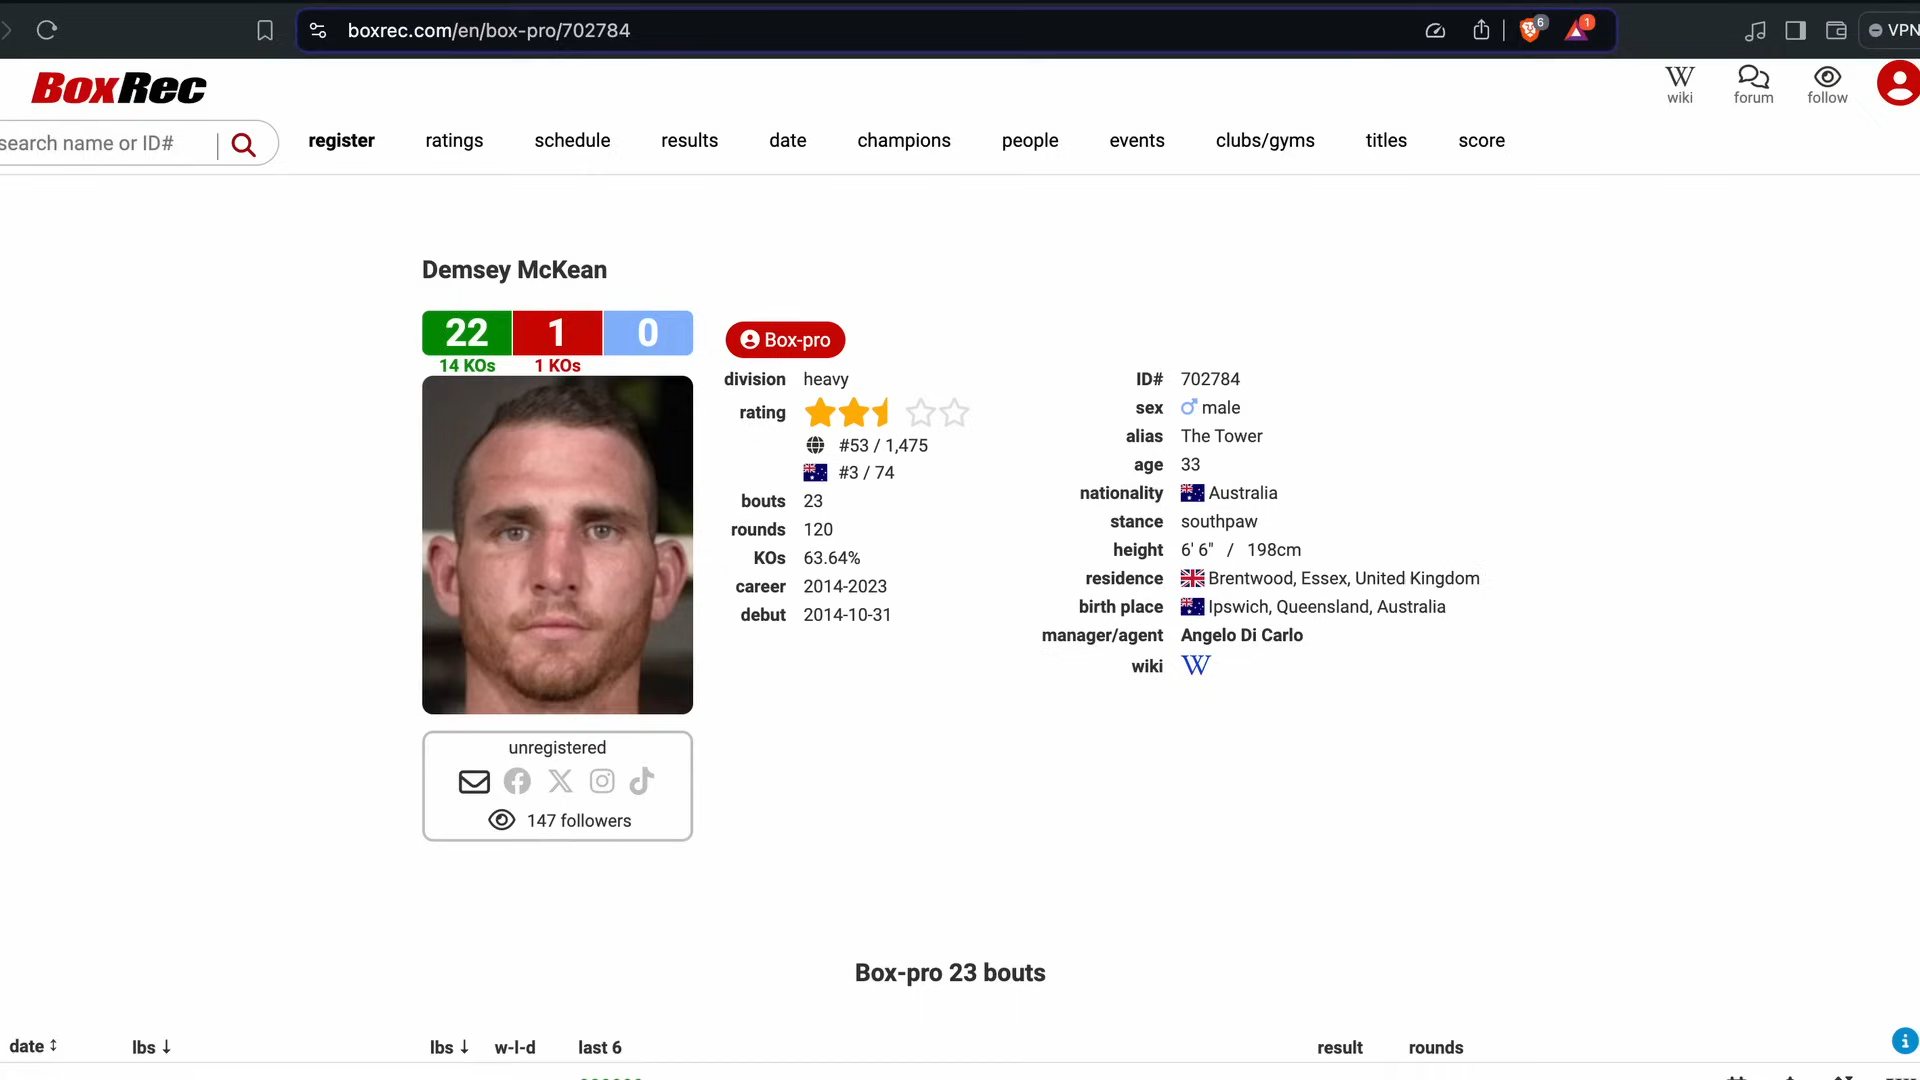 boxrec.com/en/box-pro/702784
6
1
VPN
BoxRec
W
wiki
forum
follow
search name or ID#
register
ratings
schedule
results
date
champions
people
events
clubs/gyms
titles
score
Demsey McKean
22 1 0
14 KOs 1 KOs
Box-pro
division heavy
rating
#53 / 1,475
#3 / 74
bouts 23
rounds 120
KOs 63.64%
career 2014-2023
debut 2014-10-31
ID# 702784
sex male
alias The Tower
age 33
nationality Australia
stance southpaw
height 6' 6" / 198cm
residence Brentwood, Essex, United Kingdom
birth place Ipswich, Queensland, Australia
manager/agent Angelo Di Carlo
wiki W
unregistered
147 followers
Box-pro 23 bouts
date lbs lbs w-l-d last 6 result rounds